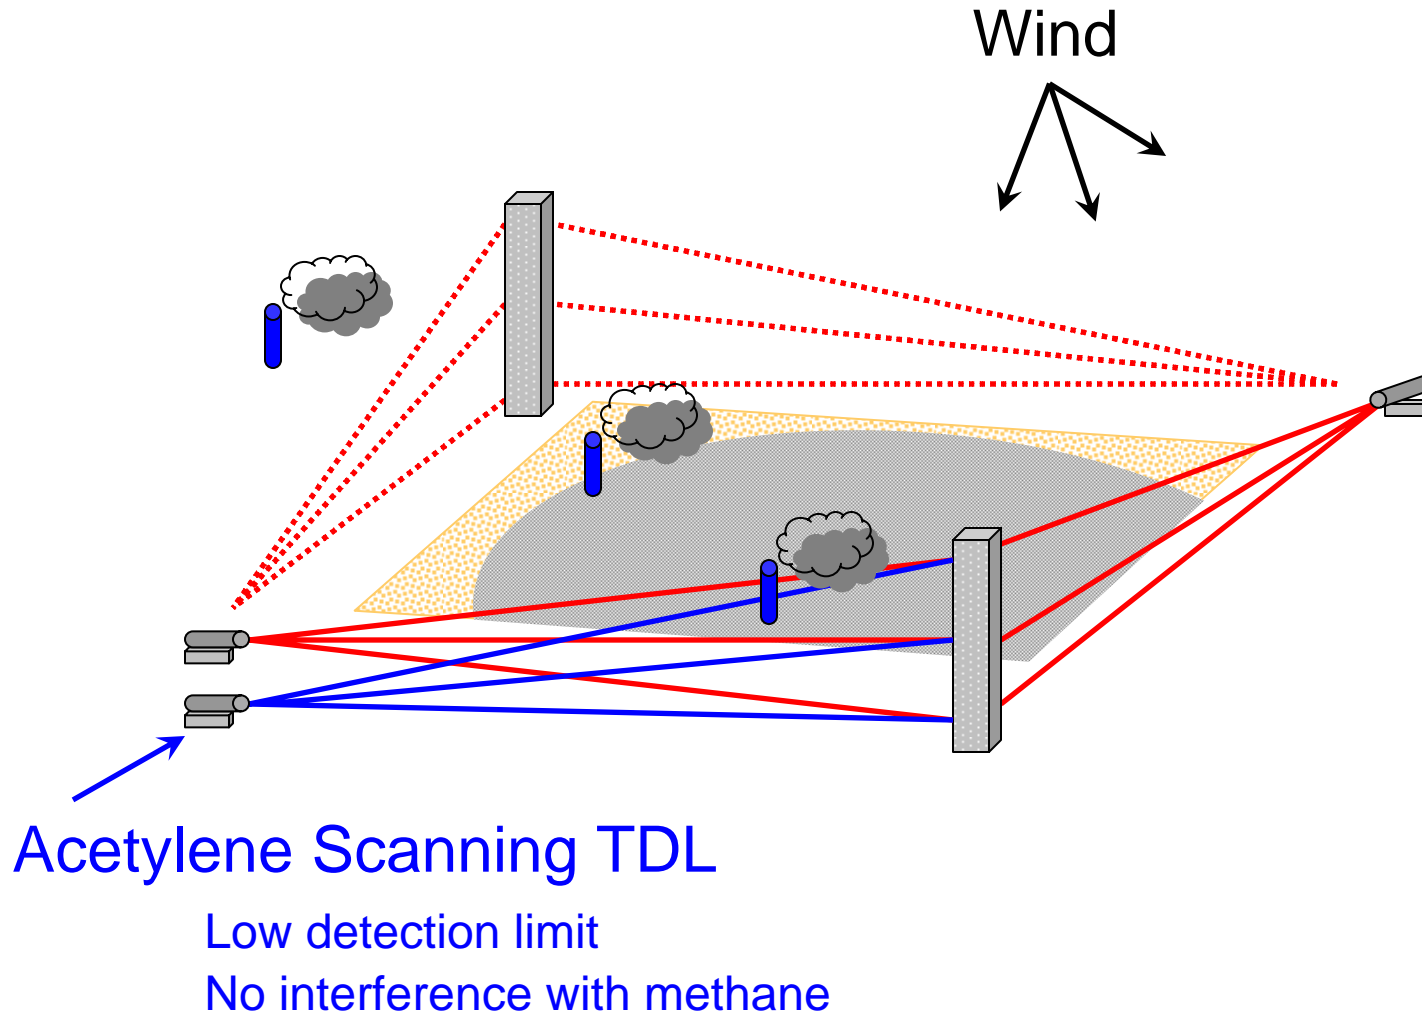 Wind
Acetylene Scanning TDL
Low detection limit
No interference with methane